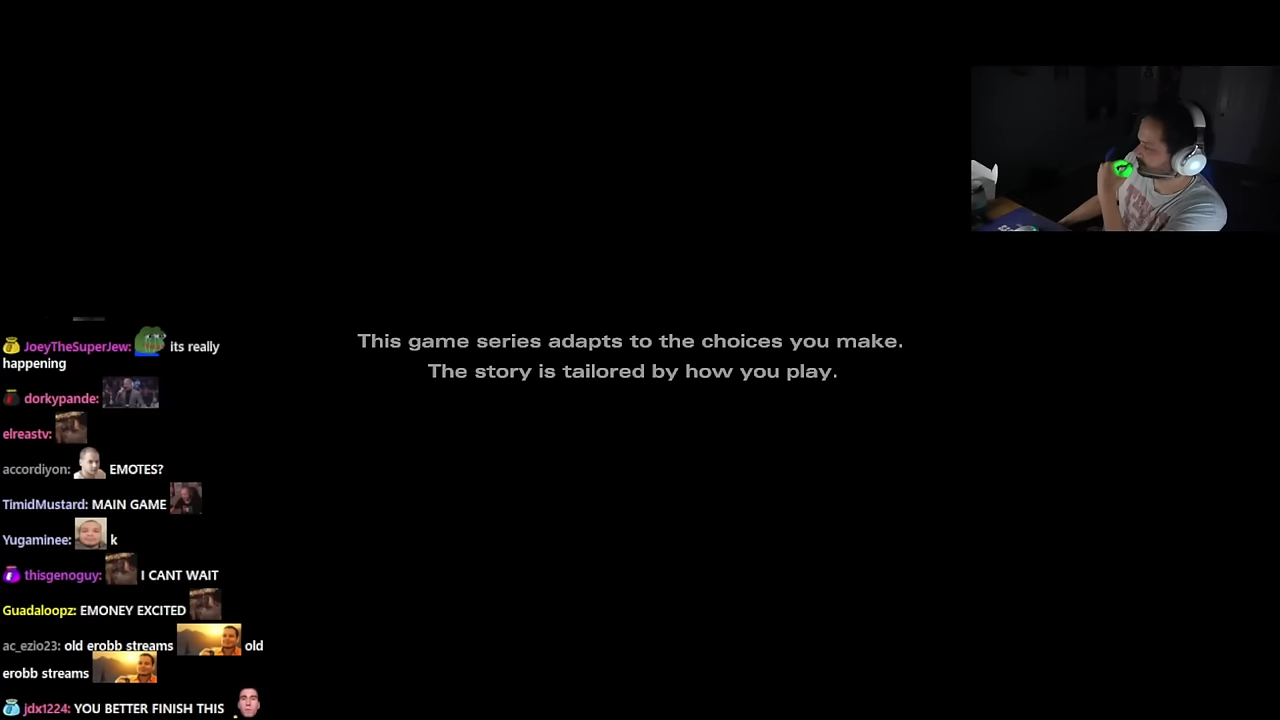 This game series adapts to the choices you make.
The story is tailored by how you play.
JoeyTheSuperJew: its really
happening
dorkypande:
elreastv:
accordiyon: EMOTES?
TimidMustard: MAIN GAME
Yugaminee: k
thisgenoguy: I CANT WAIT
Guadaloopz: EMONEY EXCITED
ac_ezio23: old erobb streams old
erobb streams
jdx1224: YOU BETTER FINISH THIS